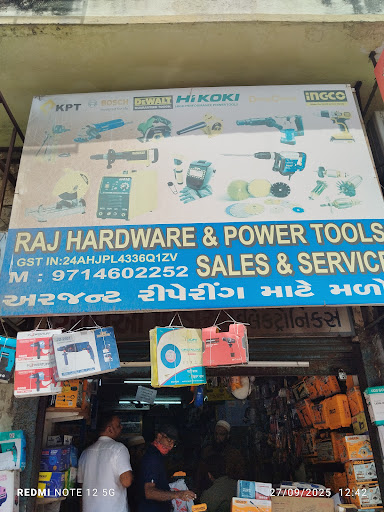 KPT BOSCH DEWALT HiKOKI INGCO
RAJ HARDWARE & POWER TOOLS
GST IN:24AHJPL4336Q1ZV
M : 9714602252 SALES & SERVICE
અરજન્ટ રીપેરીંગ માટે મળો
ઈલેક્ટ્રોનિક્સ
REDMI NOTE 12 5G
27/09/2025 12:42